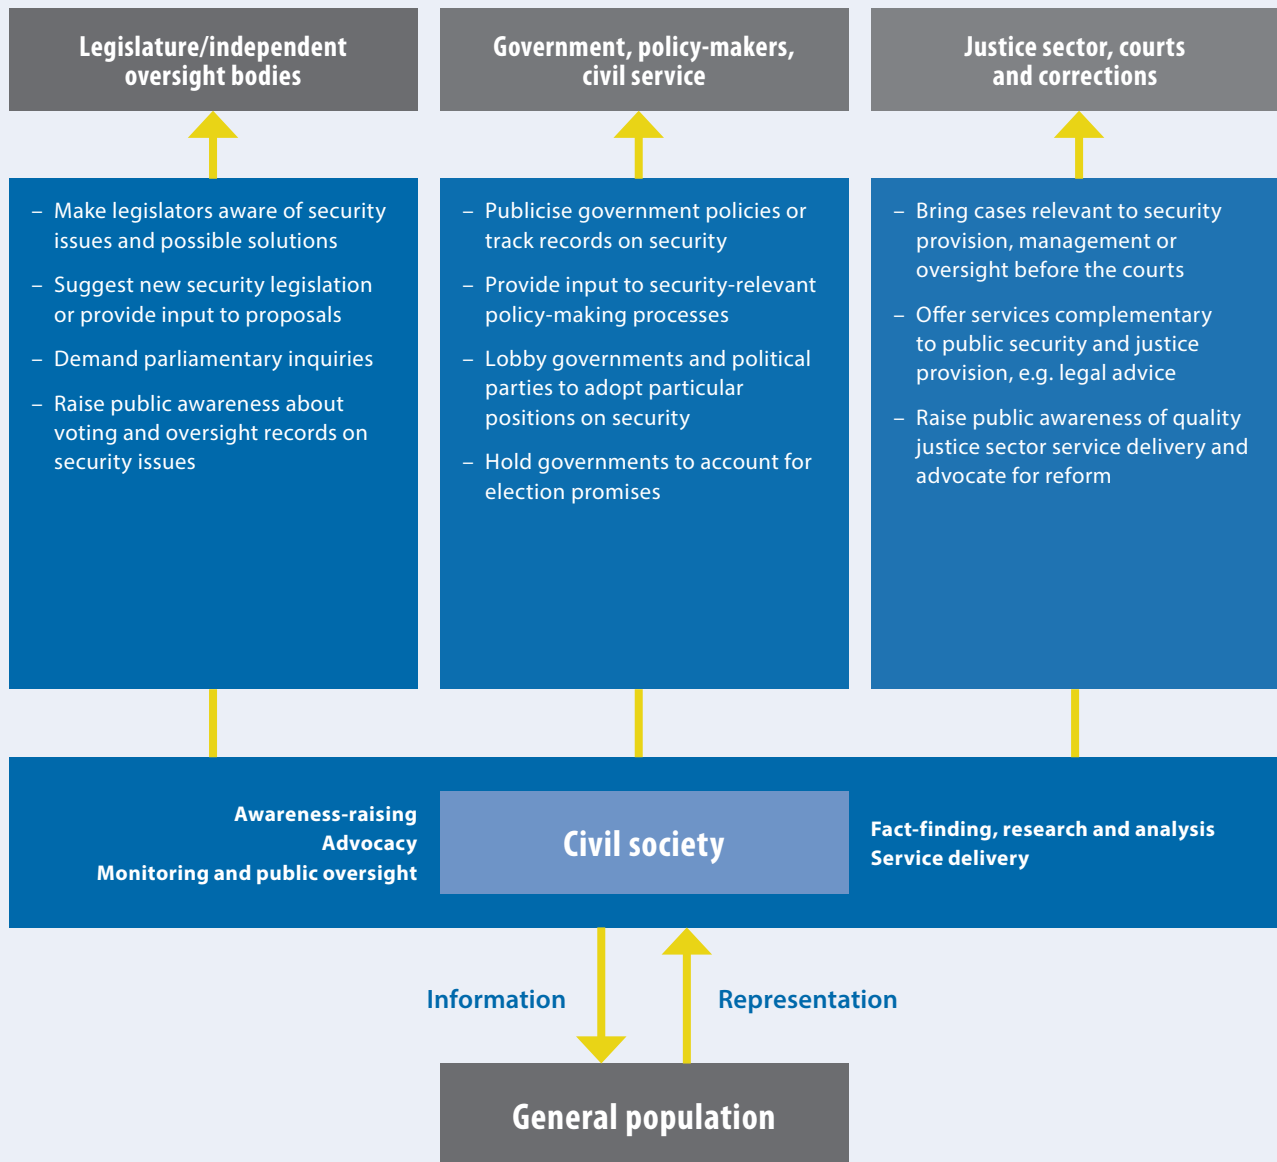 Legislature/independent
oversight bodies
Government, policy-makers,
civil service
Justice sector, courts
and corrections
– Make legislators aware of security
issues and possible solutions
– Suggest new security legislation
or provide input to proposals
– Demand parliamentary inquiries
– Raise public awareness about
voting and oversight records on
security issues
– Publicise government policies or
track records on security
– Provide input to security-relevant
policy-making processes
– Lobby governments and political
parties to adopt particular
positions on security
– Hold governments to account for
election promises
– Bring cases relevant to security
provision, management or
oversight before the courts
– Offer services complementary
to public security and justice
provision, e.g. legal advice
– Raise public awareness of quality
justice sector service delivery and
advocate for reform
Awareness-raising
Advocacy
Monitoring and public oversight
Civil society
Fact-finding, research and analysis
Service delivery
Information
Representation
General population